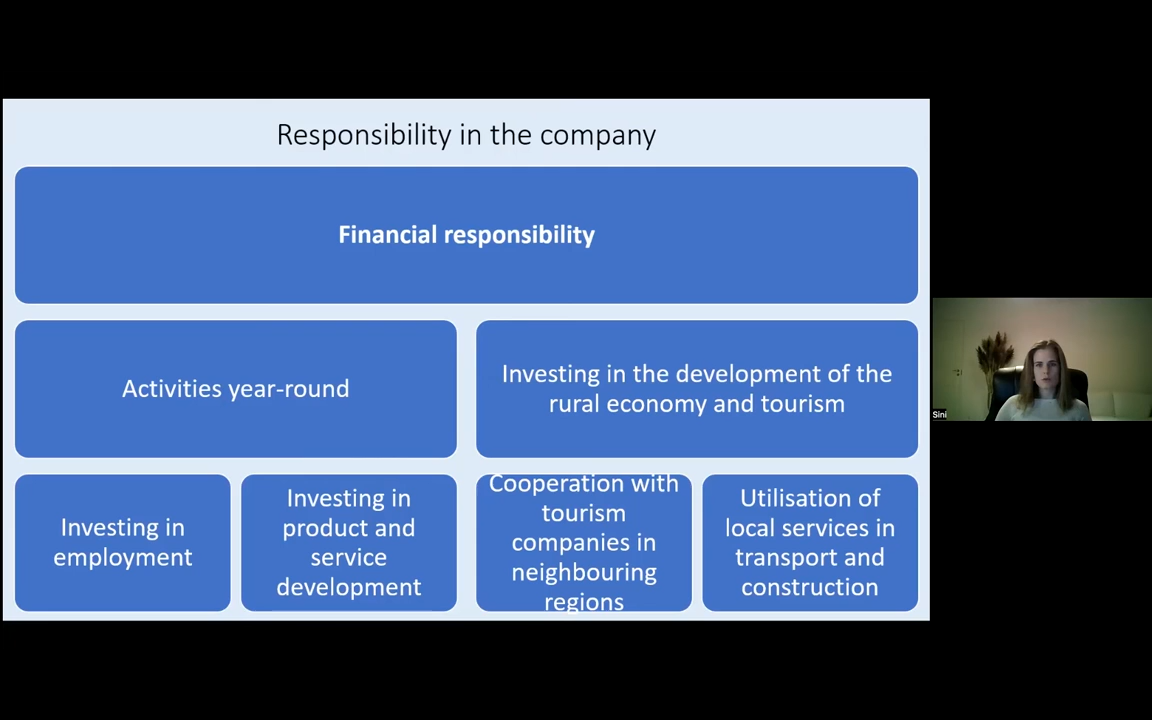 Responsibility in the company
Financial responsibility
Activities year-round
Investing in the development of the
rural economy and tourism
Investing in
employment
Investing in
product and
service
development
Cooperation with
tourism
companies in
neighbouring
regions
Utilisation of
local services in
transport and
construction
Sini